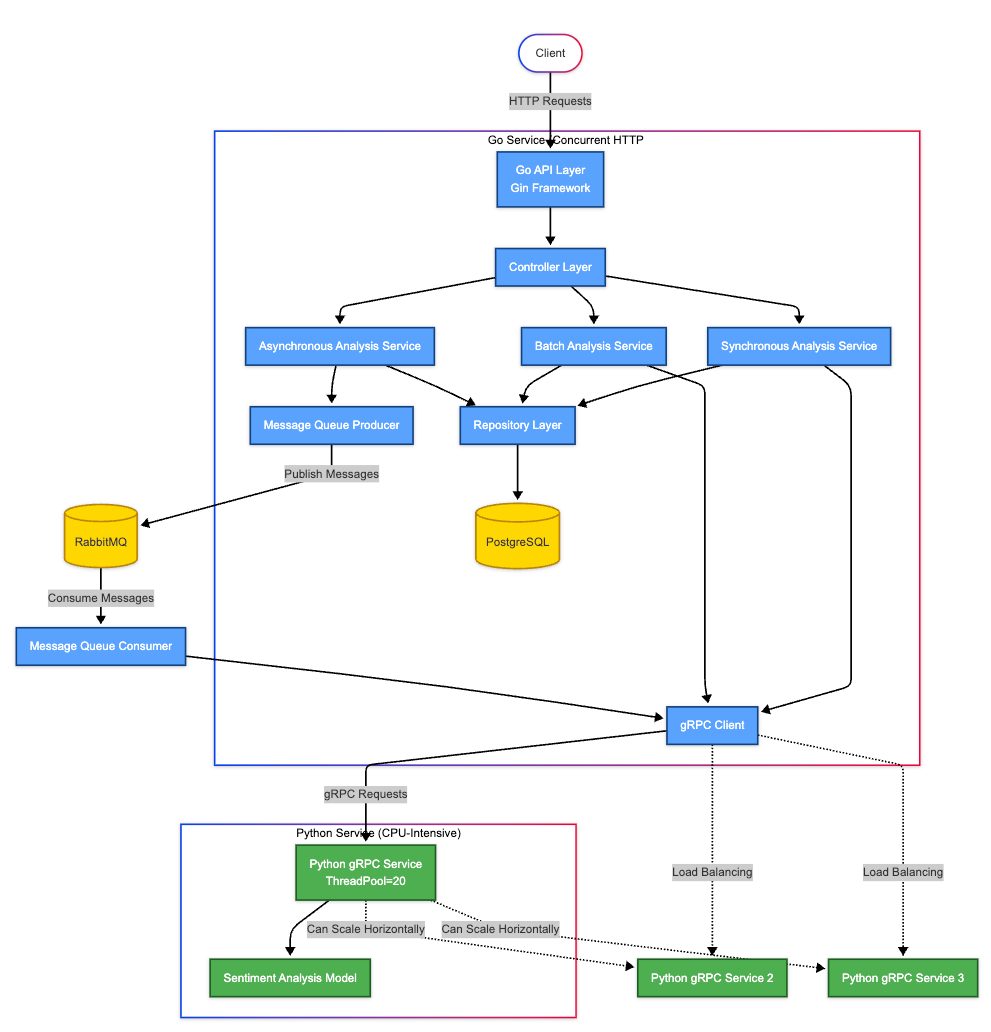 Client
HTTP Requests
Go Service Concurrent HTTP
Go API Layer
Gin Framework
Controller Layer
Asynchronous Analysis Service
Batch Analysis Service
Synchronous Analysis Service
Message Queue Producer
Repository Layer
Publish Messages
RabbitMQ
PostgreSQL
Consume Messages
Message Queue Consumer
gRPC Client
gRPC Requests
Python Service (CPU-Intensive)
Python gRPC Service
ThreadPool=20
Load Balancing
Load Balancing
Can Scale Horizontally
Can Scale Horizontally
Sentiment Analysis Model
Python gRPC Service 2
Python gRPC Service 3